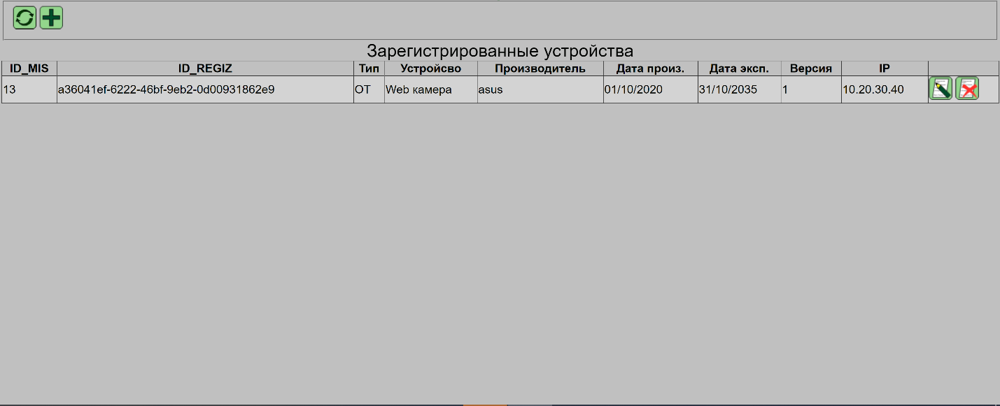 Зарегистрированные устройства
ID_MIS ID_REGIZ Тип Устройсво Производитель Дата произ. Дата эксп. Версия IP
13 a36041ef-6222-46bf-9eb2-0d00931862e9 ОТ Web камера asus 01/10/2020 31/10/2035 1 10.20.30.40